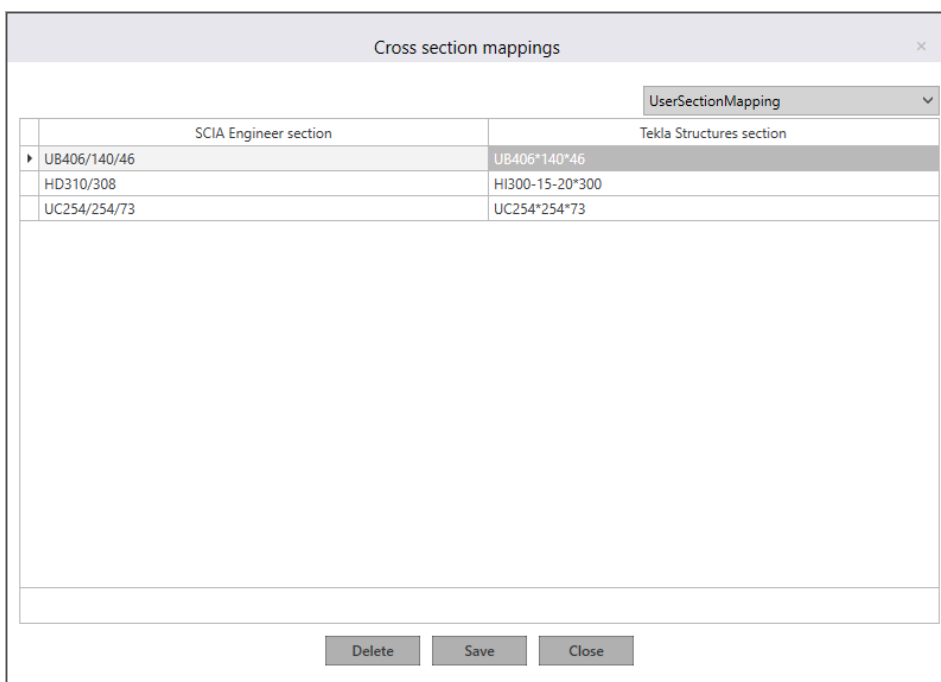 Cross section mappings
UserSectionMapping
SCIA Engineer section Tekla Structures section
UB406/140/46 UB406*140*46
HD310/308 HI300-15-20*300
UC254/254/73 UC254*254*73
Delete Save Close